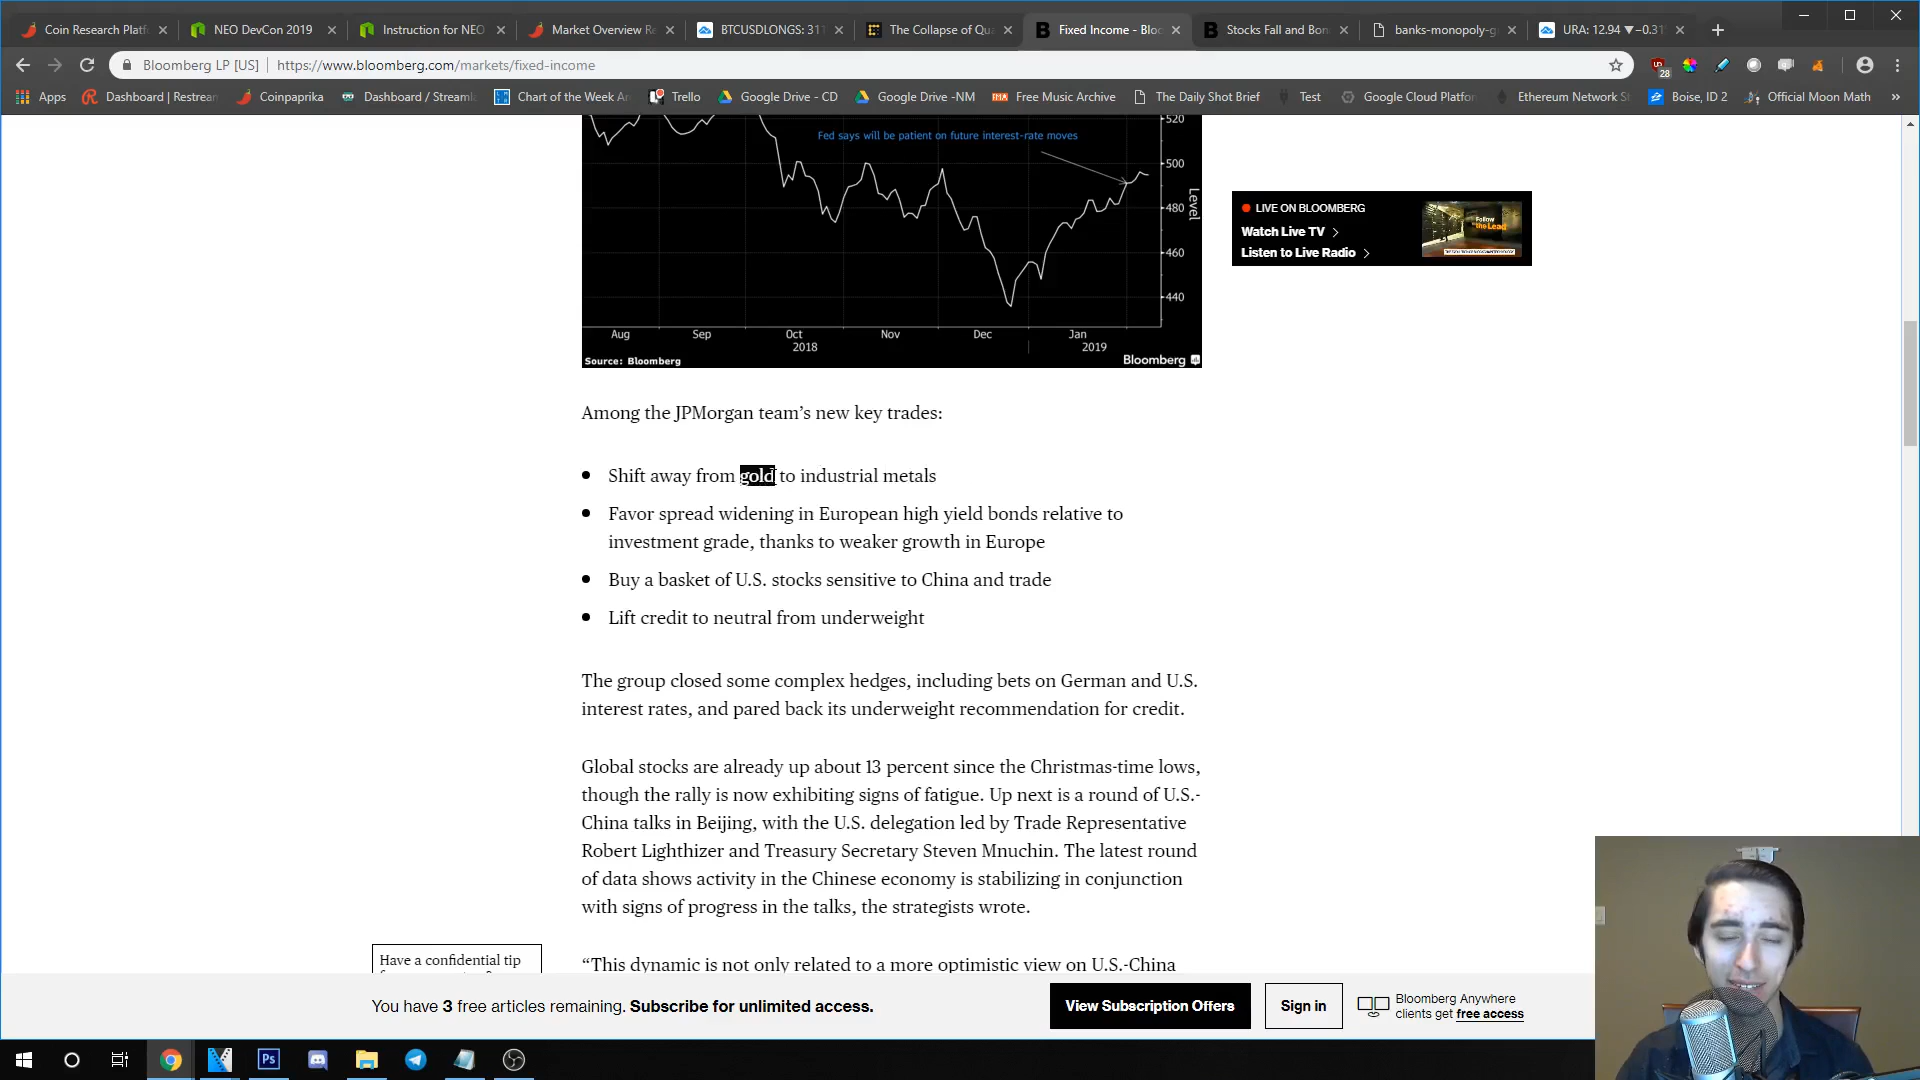 Coin Research Platf
NEO DevCon 2019
Instruction for NEO
Market Overview Re
BTCUSDLONGS: 311
The Collapse of Qu
Fixed Income - Bloo
Stocks Fall and Bon
banks-monopoly-g
URA: 12.94 ▼−0.31
Bloomberg LP [US] | https://www.bloomberg.com/markets/fixed-income
28
Apps
Dashboard | Restrea
Coinpaprika
Dashboard / Streaml
Chart of the Week Ar
Trello
Google Drive - CD
Google Drive -NM
Free Music Archive
The Daily Shot Brief
Test
Google Cloud Platfor
Ethereum Network St
Boise, ID 2
Official Moon Math
»
Fed says will be patient on future interest-rate moves
520
500
480
460
440
Level
Aug Sep Oct Nov Dec Jan
2018 2019
Source: Bloomberg
Bloomberg
LIVE ON BLOOMBERG
Watch Live TV
Listen to Live Radio
Follow
the Lead
Among the JPMorgan team’s new key trades:
• Shift away from gold to industrial metals
• Favor spread widening in European high yield bonds relative to
investment grade, thanks to weaker growth in Europe
• Buy a basket of U.S. stocks sensitive to China and trade
• Lift credit to neutral from underweight
The group closed some complex hedges, including bets on German and U.S.
interest rates, and pared back its underweight recommendation for credit.
Global stocks are already up about 13 percent since the Christmas-time lows,
though the rally is now exhibiting signs of fatigue. Up next is a round of U.S.-
China talks in Beijing, with the U.S. delegation led by Trade Representative
Robert Lighthizer and Treasury Secretary Steven Mnuchin. The latest round
of data shows activity in the Chinese economy is stabilizing in conjunction
with signs of progress in the talks, the strategists wrote.
Have a confidential tip
“This dynamic is not only related to a more optimistic view on U.S.-China
You have 3 free articles remaining. Subscribe for unlimited access.
View Subscription Offers
Sign in
Bloomberg Anywhere
clients get free access
Ps